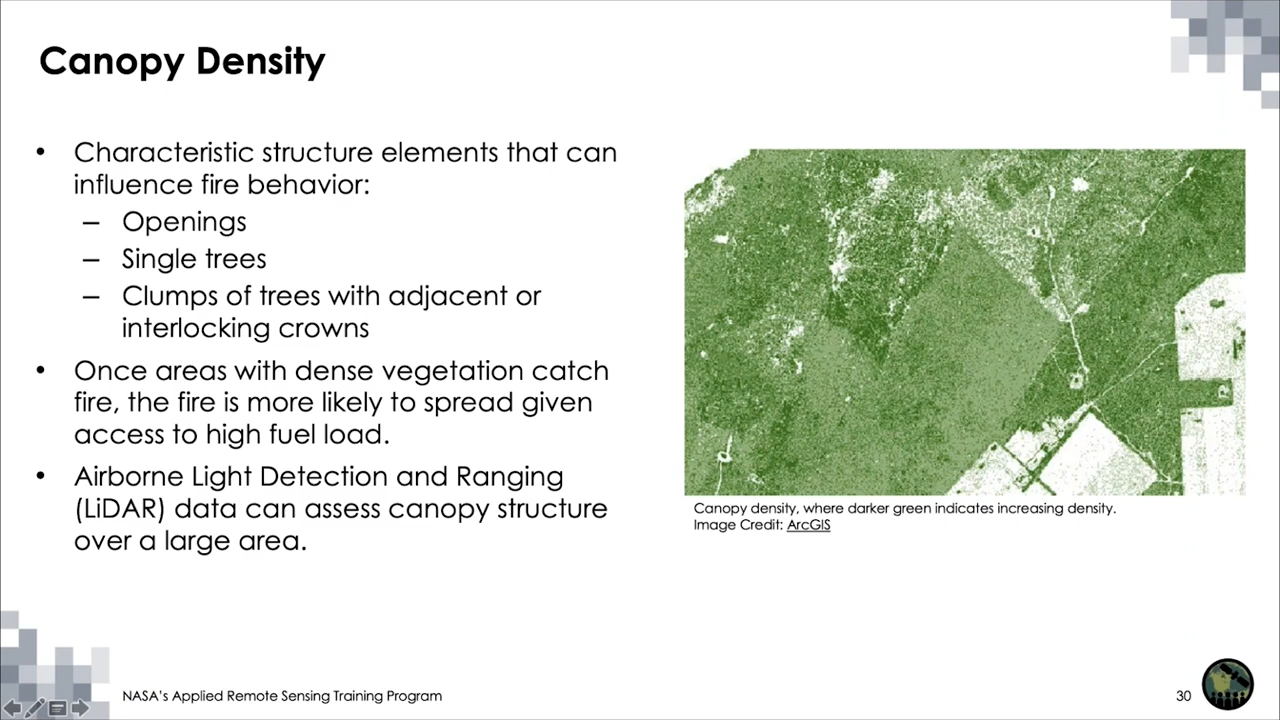 Canopy Density
• Characteristic structure elements that can
influence fire behavior:
– Openings
– Single trees
– Clumps of trees with adjacent or
interlocking crowns
• Once areas with dense vegetation catch
fire, the fire is more likely to spread given
access to high fuel load.
• Airborne Light Detection and Ranging
(LiDAR) data can assess canopy structure
over a large area.
Canopy density, where darker green indicates increasing density.
Image Credit: ArcGIS
NASA's Applied Remote Sensing Training Program
30